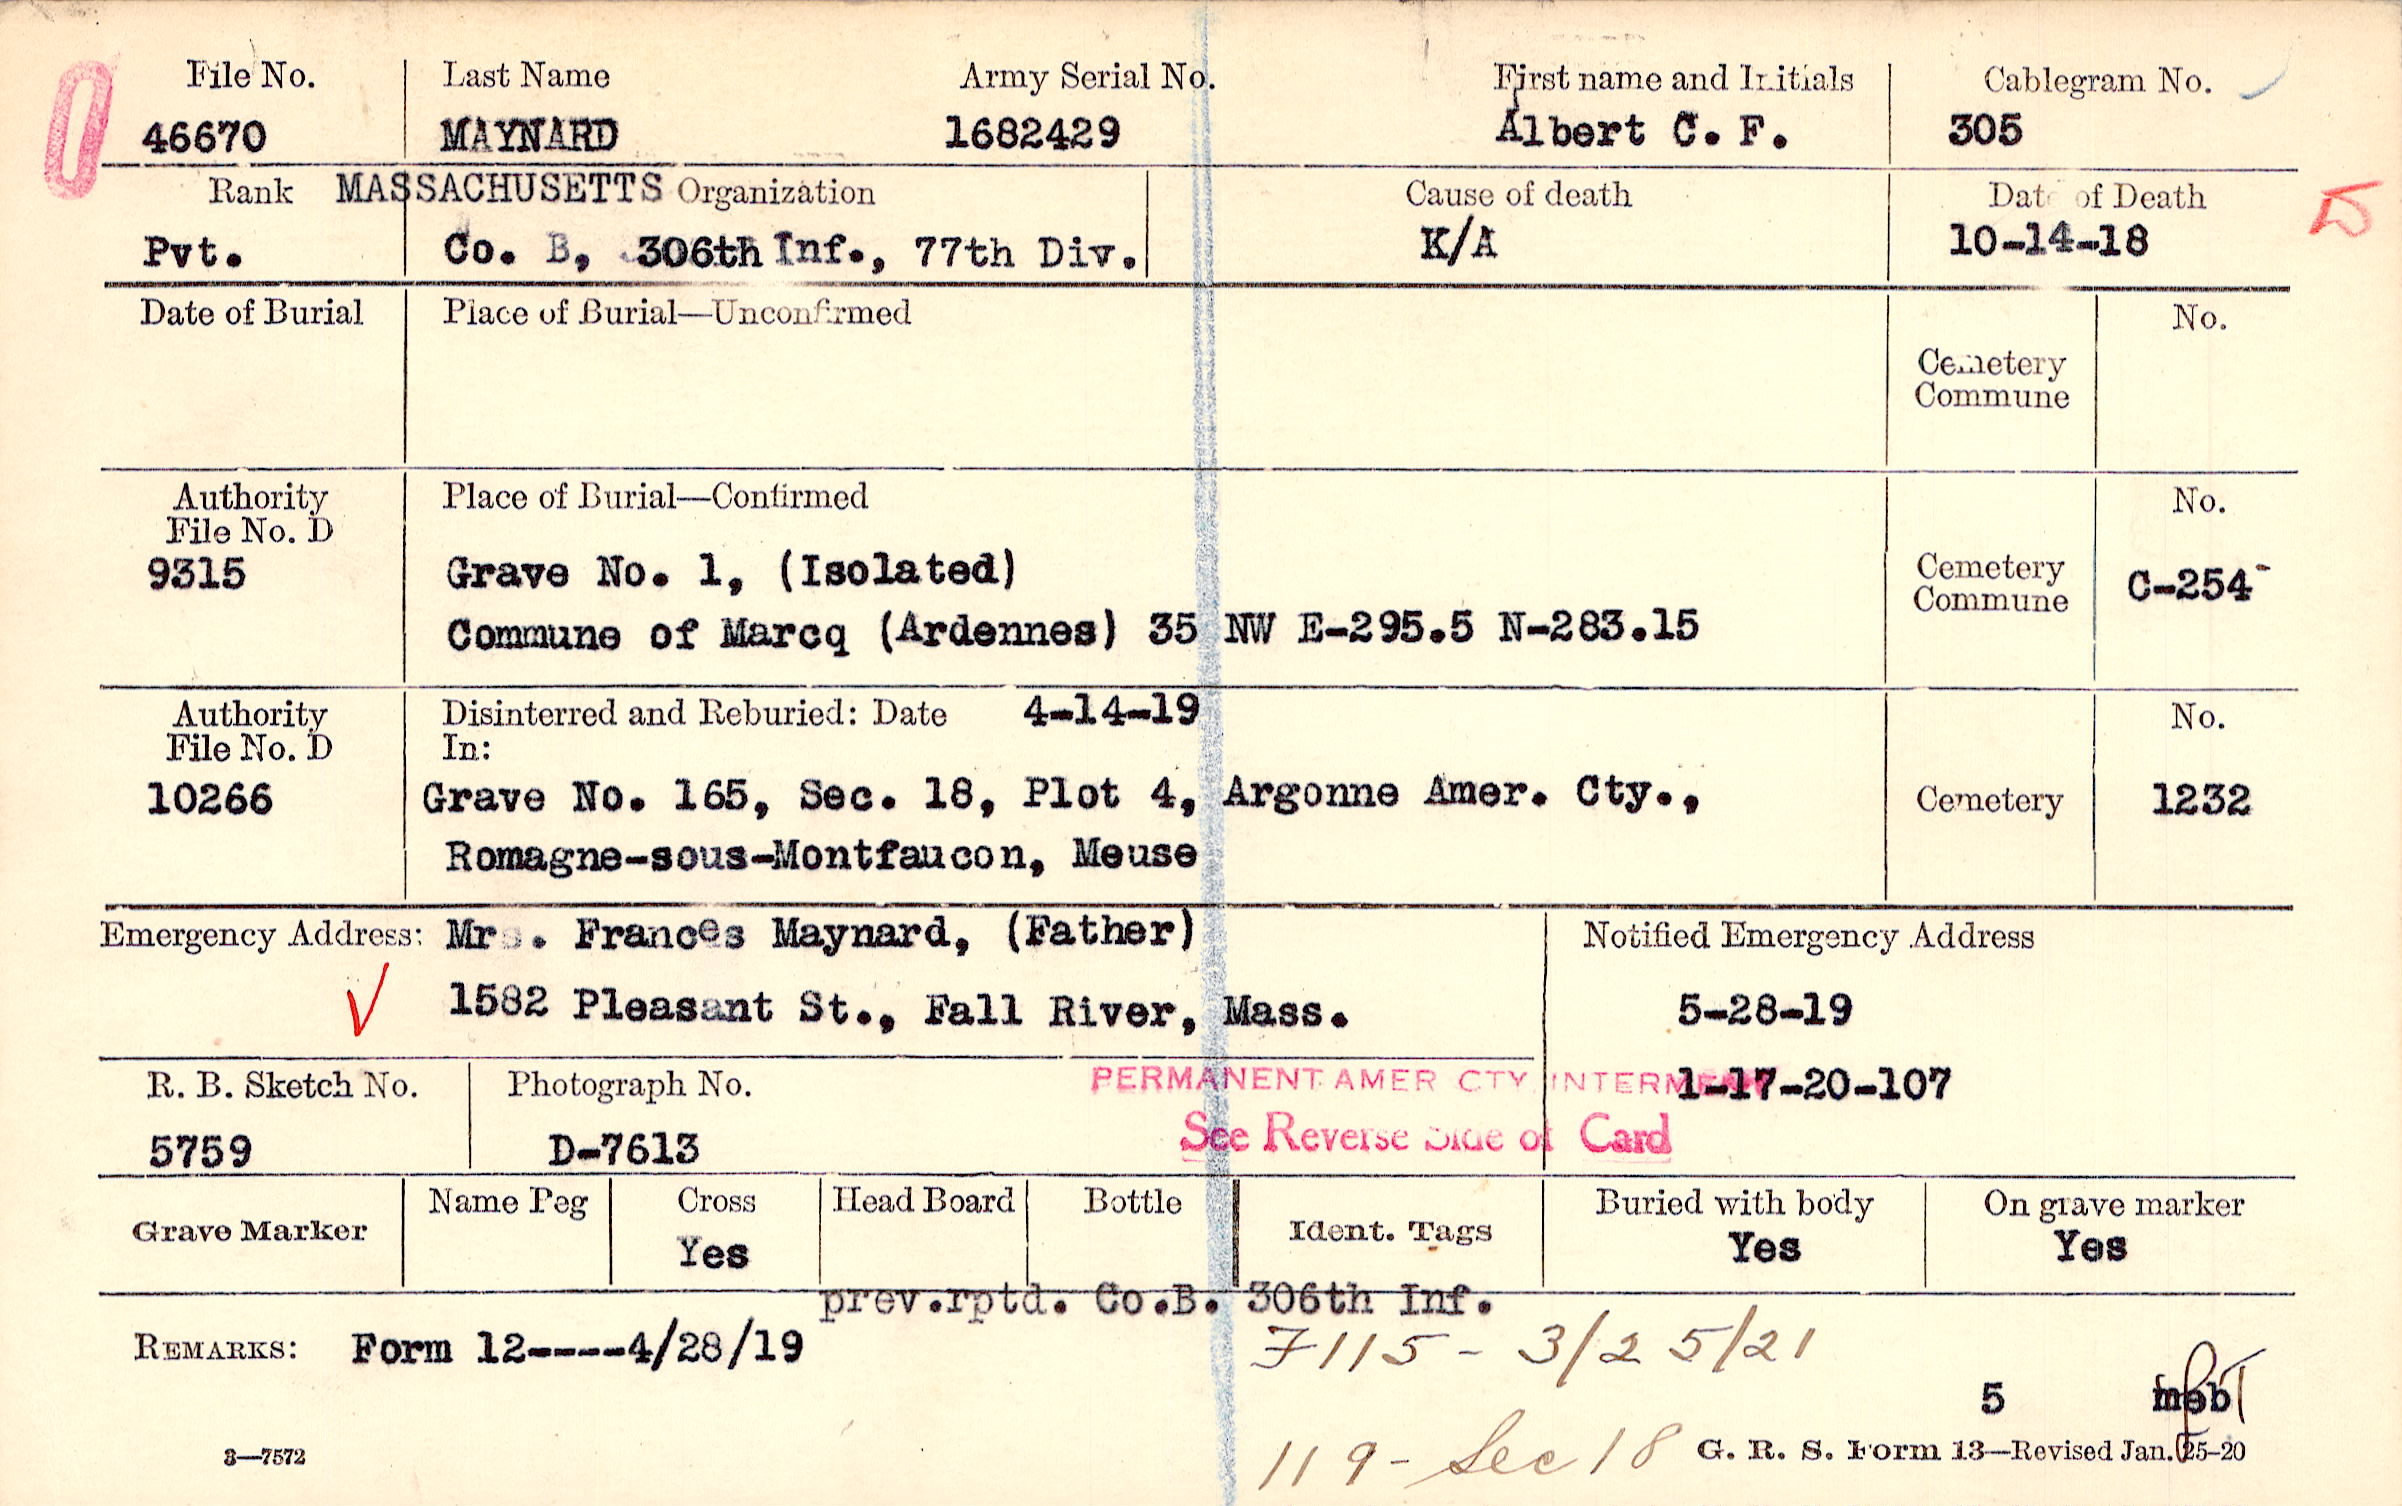 File No. Last Name Army Serial No. First name and Initials Cablegram No.
46670 MAYNARD 1682429 Albert C. F. 305
Rank MASSACHUSETTS Organization Cause of death Date of Death
Pvt. Co. B, 306th Inf., 77th Div. K/A 10-14-18
Date of Burial Place of Burial—Unconfirmed No.
Cemetery
Commune
Authority Place of Burial—Confirmed No.
File No. D
9315 Grave No. 1, (Isolated) Cemetery
Commune C-254
Commune of Marcq (Ardennes) 35 NW E-295.5 N-283.15
Authority Disinterred and Reburied: Date 4-14-19 No.
File No. D In:
10266 Grave No. 165, Sec. 18, Plot 4, Argonne Amer. Cty., Cemetery 1232
Romagne-sous-Montfaucon, Meuse
Emergency Address: Mr . Frances Maynard, (Father) Notified Emergency Address
1582 Pleasant St., Fall River, Mass. 5-28-19
R. B. Sketch No. Photograph No. PERMANENT AMER CTY INTERMENT 1-17-20-107
See Reverse Side of Card
5759 D-7613
Grave Marker Name Peg Cross Head Board Bottle Ident. Tags Buried with body On grave marker
Yes Yes Yes
prev.rptd. Co.B. 306th Inf.
REMARKS: Form 12----4/28/19 F115 - 3/25/21
5
3—7572 119 - Sec 18 G. R. S. Form 13—Revised Jan. 25-20